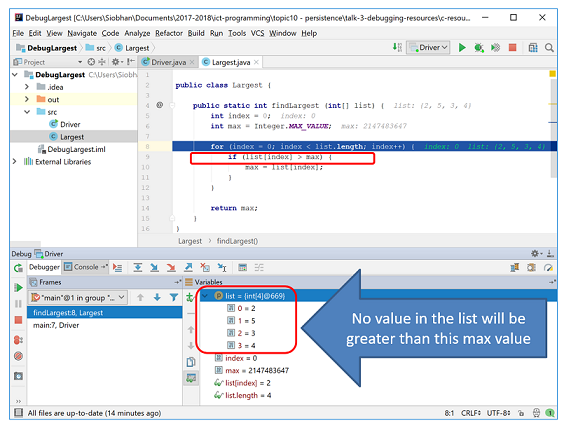 DebugLargest [C:\Users\Siobhan\Documents\2017-2018\ict-programming\topic10 - persistence\talk-3-debugging-resources\c-resou...
File Edit View Navigate Code Analyze Refactor Build Run Tools VCS Window Help
DebugLargest src Largest Driver
Project Driver.java Largest.java
DebugLargest C:\Users\Siobh
.idea
out
src
Driver
Largest
DebugLargest.iml
External Libraries
1
2 public class Largest {
3
4 @ public static int findLargest (int[] list) { list: {2, 5, 3, 4}
5 int index = 0; index: 0
6 int max = Integer.MAX_VALUE; max: 2147483647
7
8 for (index = 0; index < list.length; index++) { index: 0 list: {2, 5, 3, 4}
9 if (list[index] > max) {
10 max = list[index];
11 }
12 }
13
14 return max;
15 }
16 }
Largest › findLargest()
Debug Driver
Debugger Console
Frames Variables
"main"@1 in group "...
findLargest:8, Largest
main:7, Driver
list = {int[4]@669}
0 = 2
1 = 5
2 = 3
3 = 4
index = 0
max = 2147483647
list[index] = 2
list.length = 4
No value in the list will be
greater than this max value
All files are up-to-date (14 minutes ago) 8:1 CRLF÷ UTF-8÷